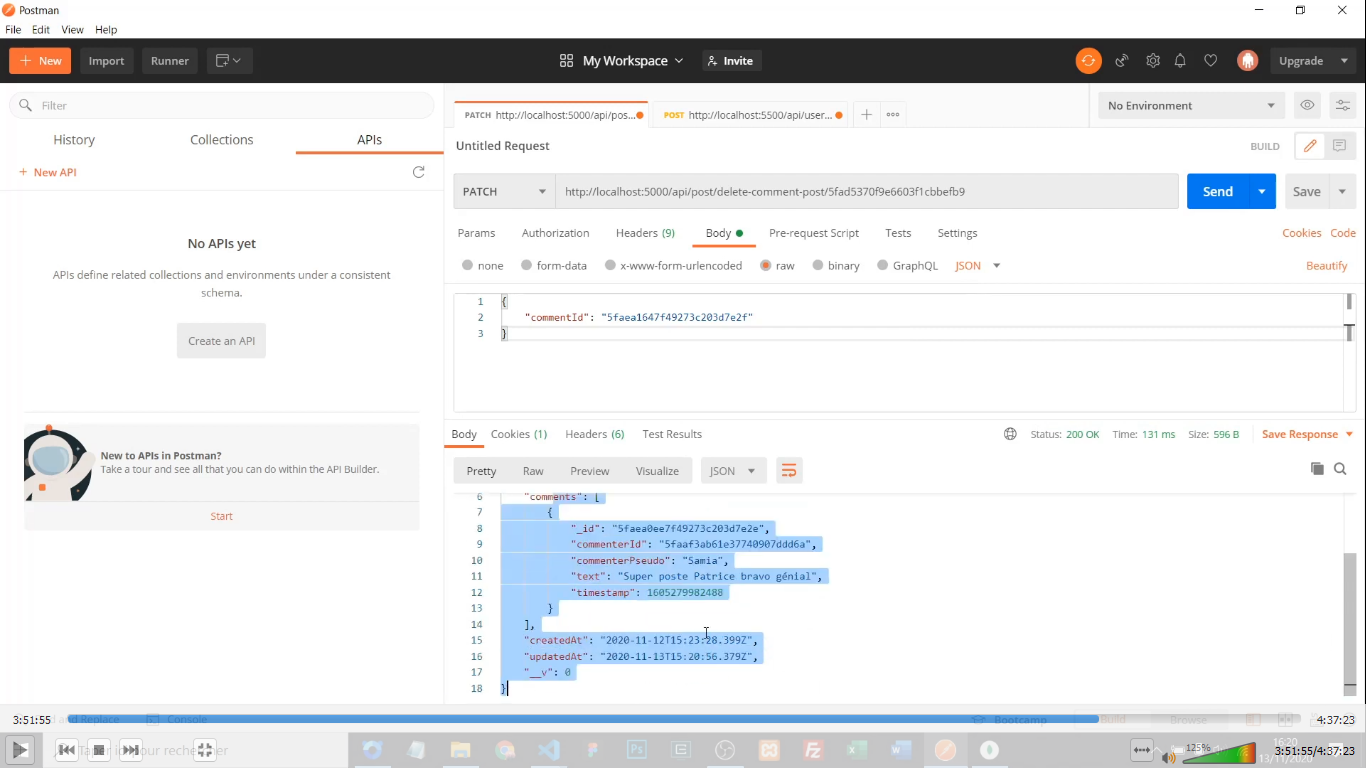 Postman
File Edit View Help
+ New Import Runner My Workspace Invite Upgrade
Filter
History Collections APIs
+ New API
No APIs yet
APIs define related collections and environments under a consistent
schema.
Create an API
New to APIs in Postman?
Take a tour and see all that you can do within the API Builder.
Start
PATCH http://localhost:5000/api/pos... POST http://localhost:5500/api/user... + ••• No Environment
Untitled Request BUILD
PATCH http://localhost:5000/api/post/delete-comment-post/5fad5370f9e6603f1cbbefb9 Send Save
Params Authorization Headers (9) Body Pre-request Script Tests Settings Cookies Code
none form-data x-www-form-urlencoded raw binary GraphQL JSON Beautify
1 {
2 "commentId": "5faea1647f49273c203d7e2f"
3 }
Body Cookies (1) Headers (6) Test Results Status: 200 OK Time: 131 ms Size: 596 B Save Response
Pretty Raw Preview Visualize JSON
6 "comments": [
7 {
8 "_id": "5faea0ee7f49273c203d7e2e",
9 "commenterId": "5faaf3ab61e37740907ddd6a",
10 "commenterPseudo": "Samia",
11 "text": "Super poste Patrice bravo génial",
12 "timestamp": 1605279982488
13 }
14 ],
15 "createdAt": "2020-11-12T15:23:28.399Z",
16 "updatedAt": "2020-11-13T15:20:56.379Z",
17 "__v": 0
18 }
3:51:55 and Replace Console Bootcamp Build Browse 4:37:23
125% 16:20 3:51:55/4:37:23
13/11/2020